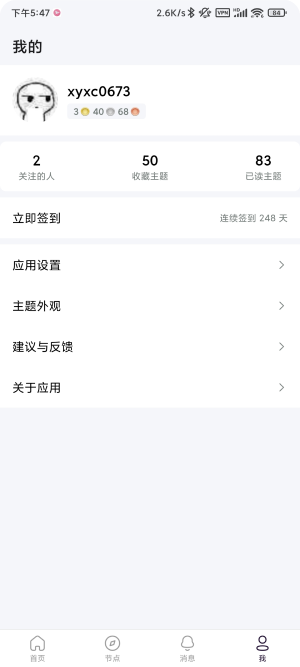 下午5:47 2.6K/s VPN HD 84
我的
xyxc0673
3 40 68
2 50 83
关注的人 收藏主题 已读主题
立即签到 连续签到 248 天
应用设置
主题外观
建议与反馈
关于应用
首页 节点 消息 我